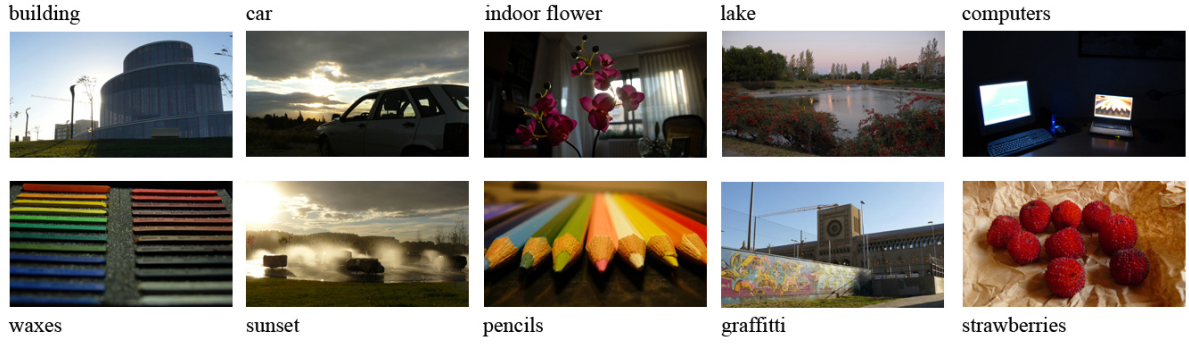 building
car
indoor flower
lake
computers
waxes
sunset
pencils
graffitti
strawberries